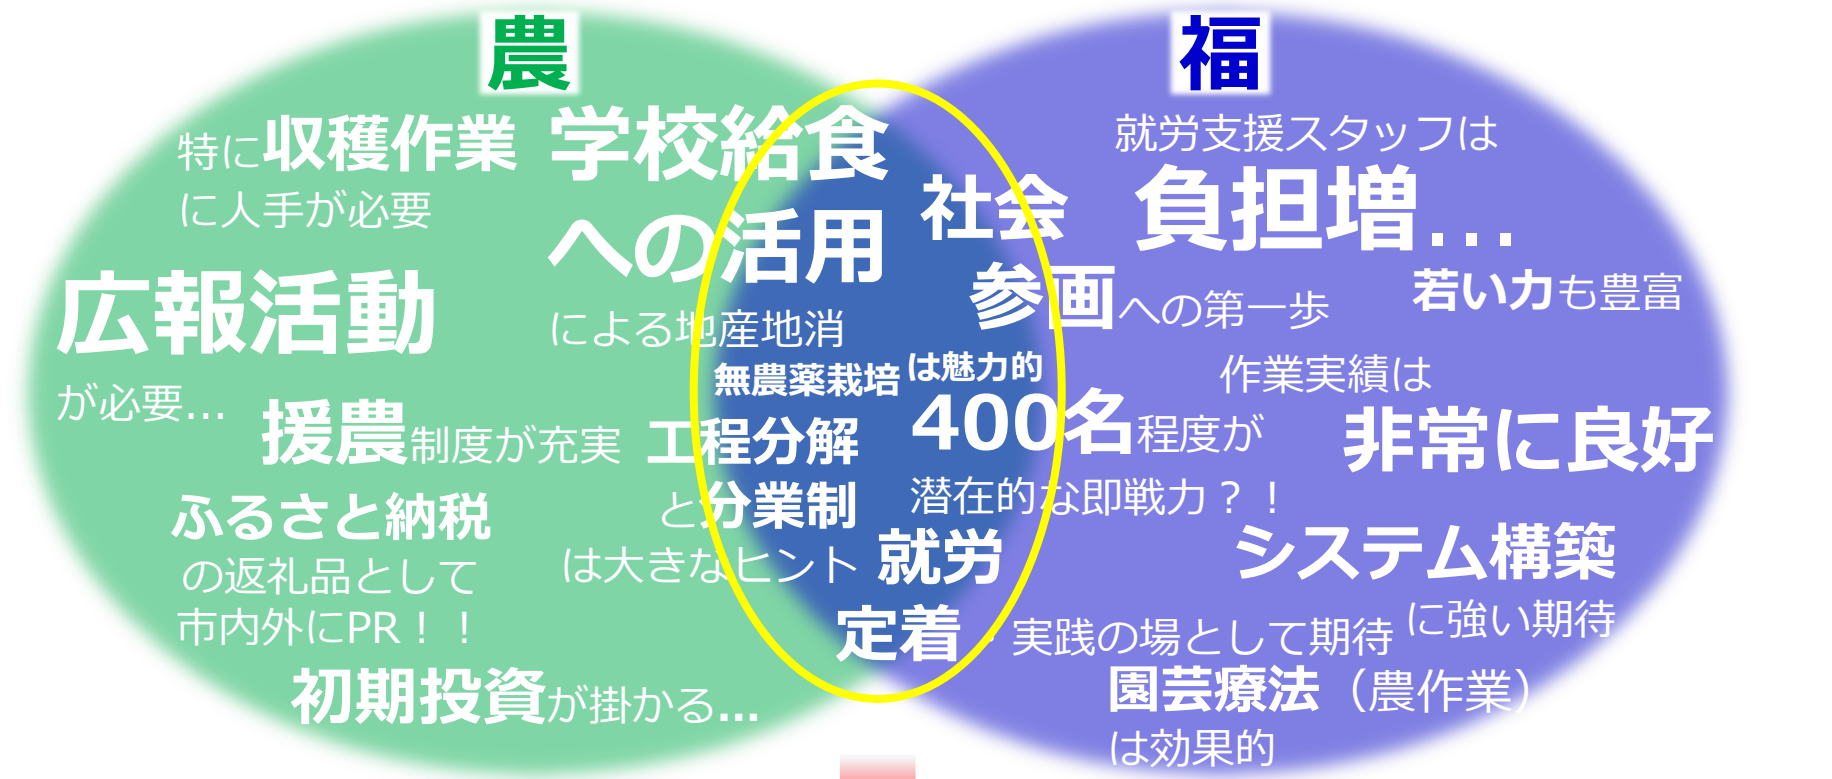 農
特に収穫作業
に人手が必要
学校給食
への活用
による地産地消
広報活動
が必要…
援農制度が充実
無農薬栽培は魅力的
工程分解
と分業制
は大きなヒント
ふるさと納税
の返礼品として
市内外にPR！！
初期投資が掛かる…
福
就労支援スタッフは
負担増…
社会
参画への第一歩
若い力も豊富
作業実績は
非常に良好
400名程度が
潜在的な即戦力？！
就労
定着・実践の場として期待
システム構築
に強い期待
園芸療法（農作業）
は効果的